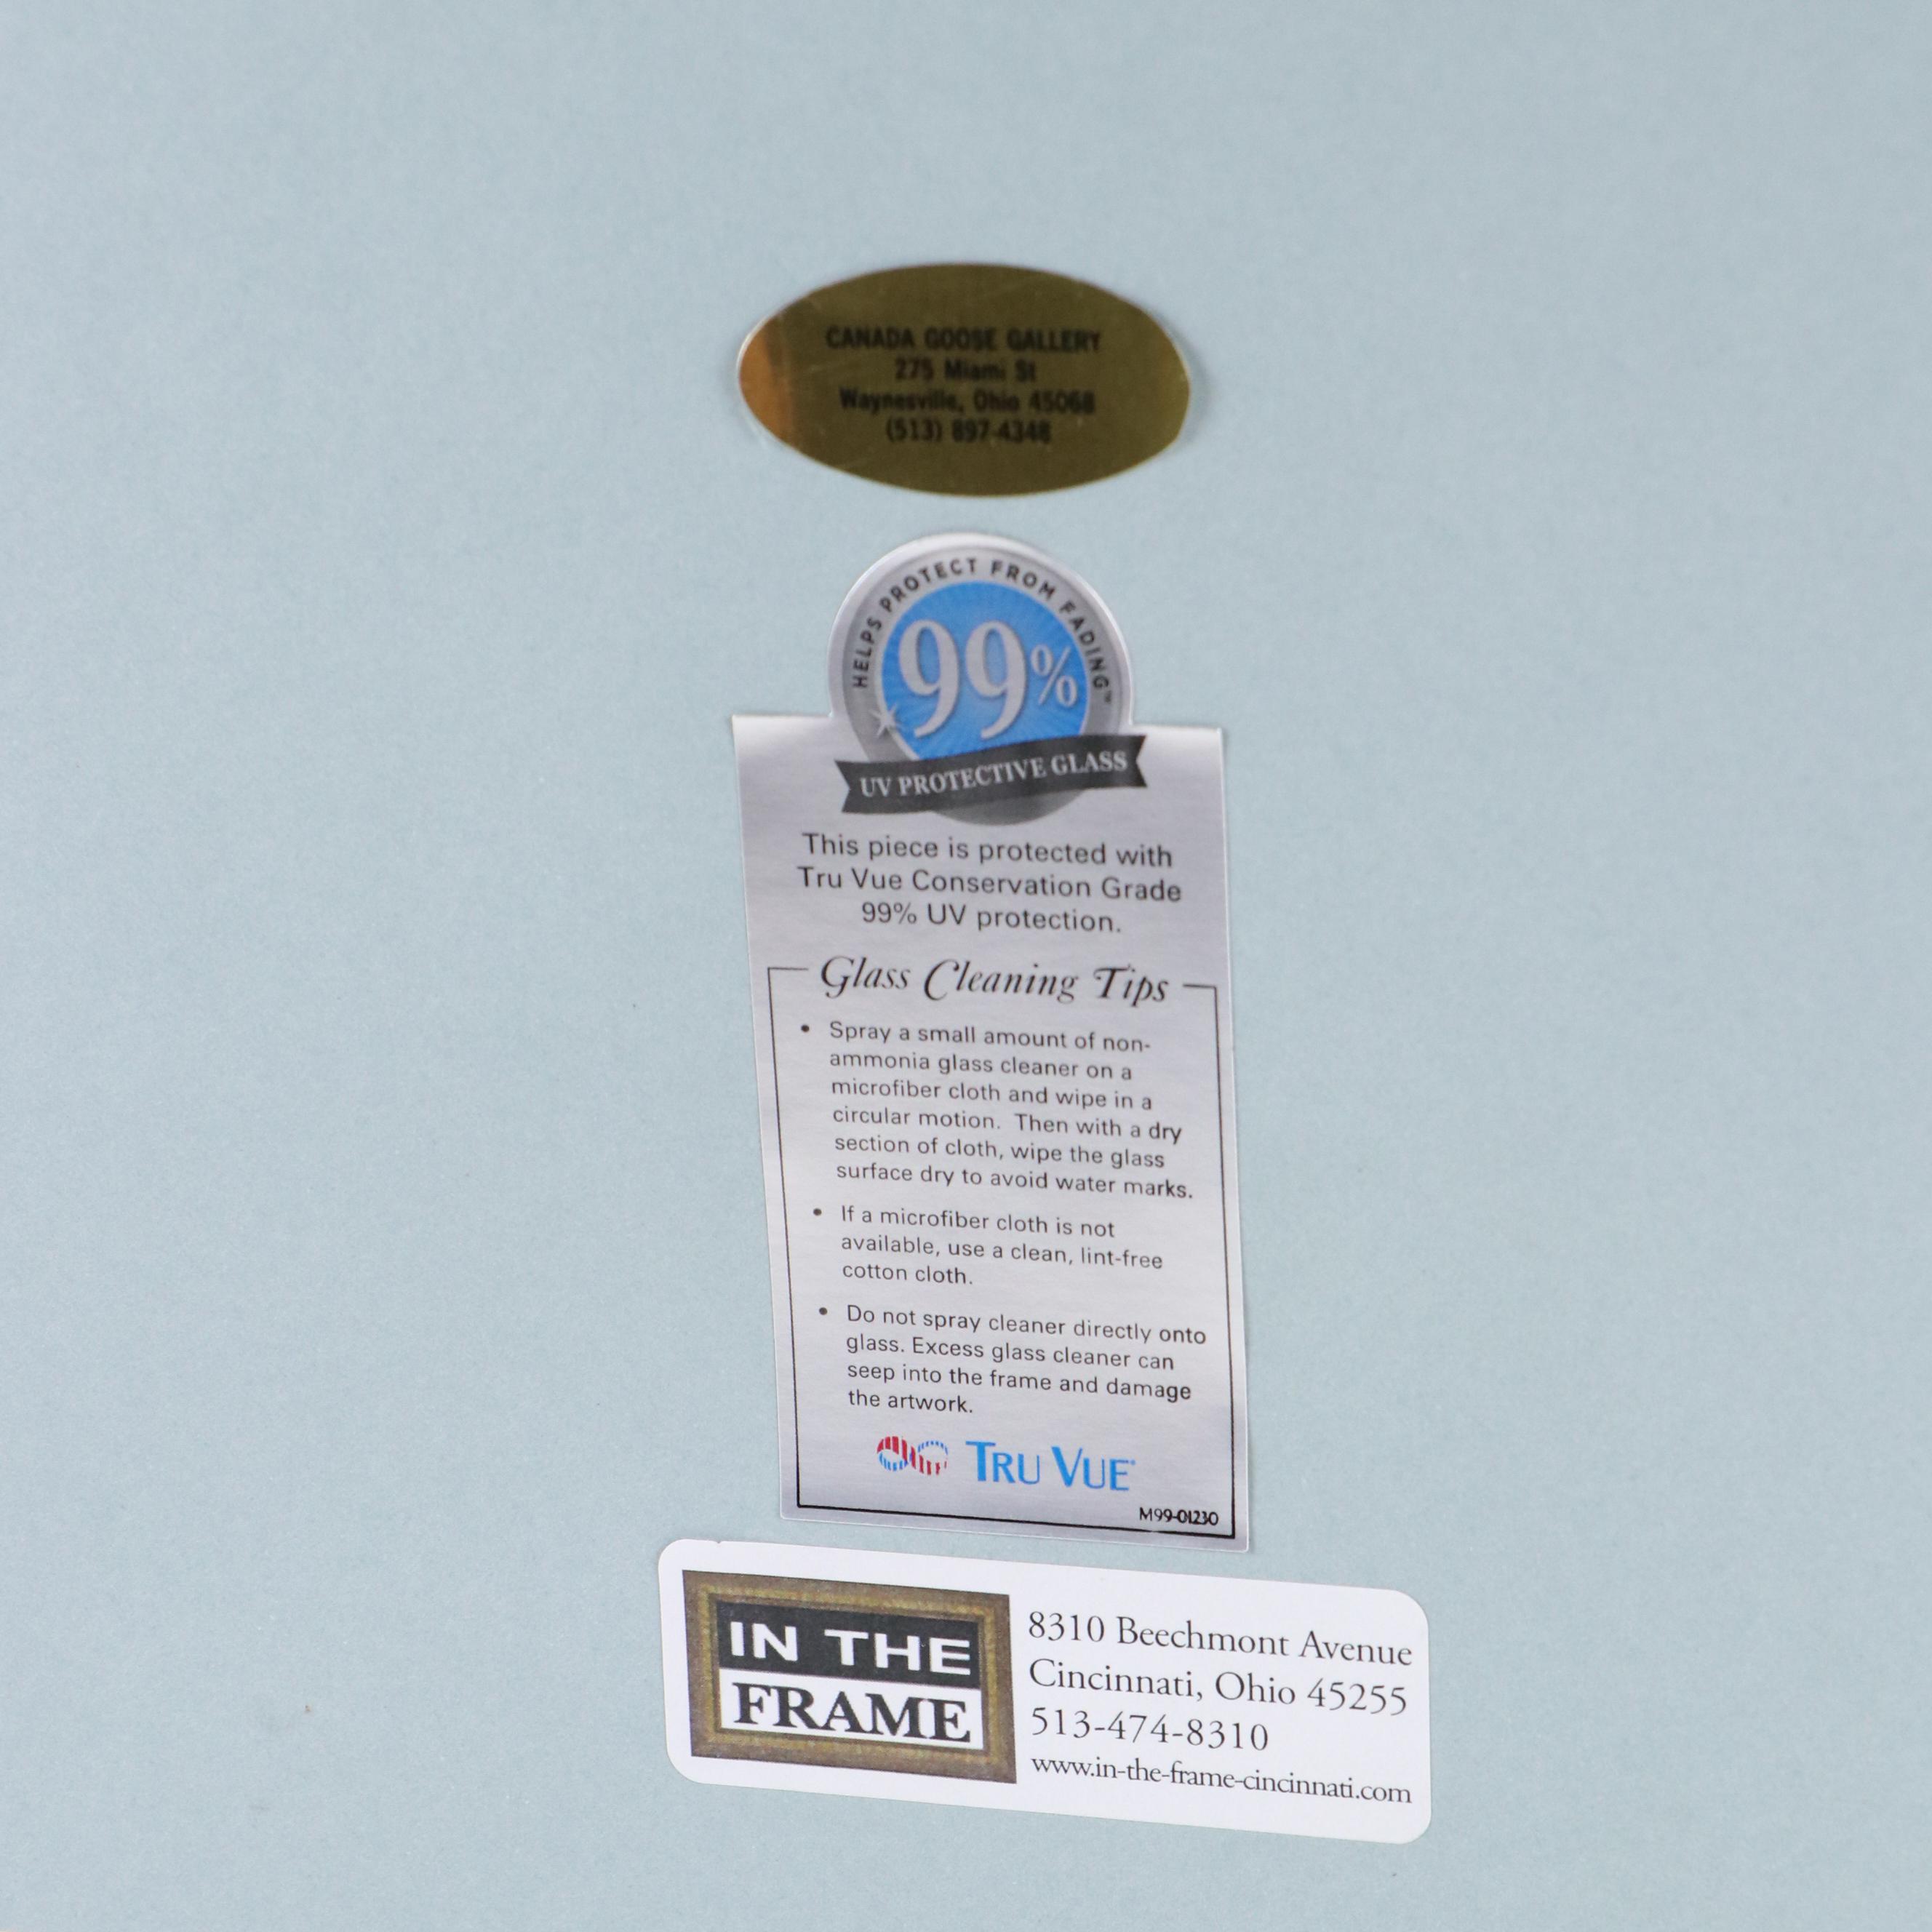 CANADA GOOSE GALLERY
275 Miami St
Waynesville, Ohio 45068
(513) 897-4348
HELPS PROTECT FROM FADING™
99%
UV PROTECTIVE GLASS
This piece is protected with
Tru Vue Conservation Grade
99% UV protection.
Glass Cleaning Tips
• Spray a small amount of non-
ammonia glass cleaner on a
microfiber cloth and wipe in a
circular motion. Then with a dry
section of cloth, wipe the glass
surface dry to avoid water marks.
• If a microfiber cloth is not
available, use a clean, lint-free
cotton cloth.
• Do not spray cleaner directly onto
glass. Excess glass cleaner can
seep into the frame and damage
the artwork.
TRU VUE®
M99-01230
IN THE
FRAME
8310 Beechmont Avenue
Cincinnati, Ohio 45255
513-474-8310
www.in-the-frame-cincinnati.com